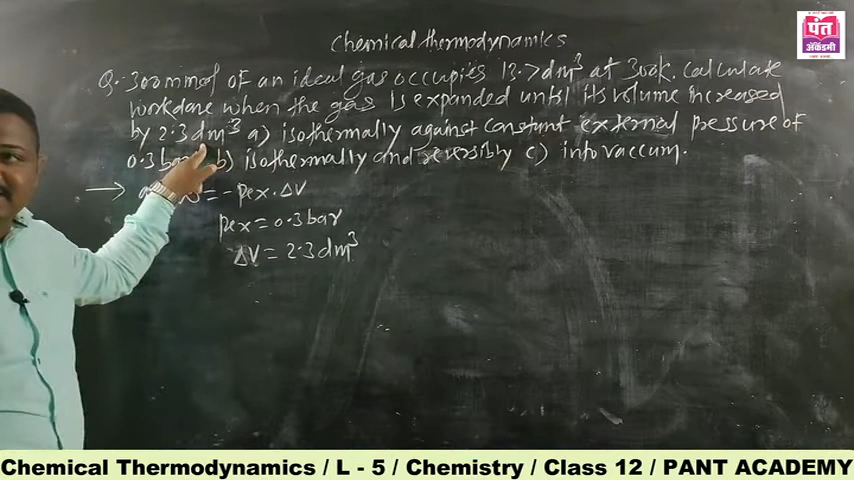 पंत
अकॅडमी
Chemical thermodynamics
Q. 300 mmol of an ideal gas occupies 13.7 dm³ at 300K. Calculate
workdone when the gas is expanded until its volume increased
by 2.3 dm³ a) isothermally against constant external pressure of
0.3 bar b) isothermally and reversibly c) into vaccum.
→ = -pex. ΔV
pex = 0.3 bar
ΔV = 2.3 dm³
Chemical Thermodynamics / L - 5 / Chemistry / Class 12 / PANT ACADEMY